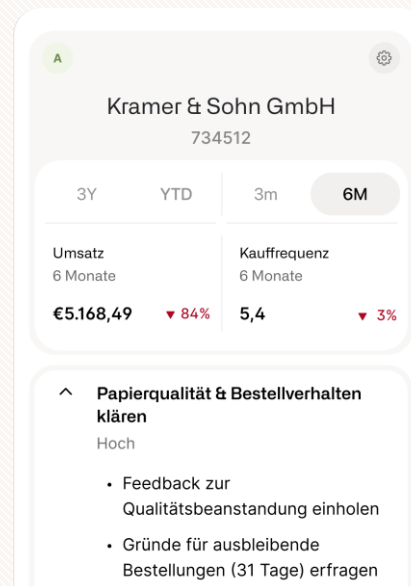 A
Kramer & Sohn GmbH
734512
3Y YTD 3m 6M
Umsatz
6 Monate
€5.168,49 ▼ 84%
Kauffrequenz
6 Monate
5,4 ▼ 3%
Papierqualität & Bestellverhalten
klären
Hoch
• Feedback zur
Qualitätsbeanstandung einholen
• Gründe für ausbleibende
Bestellungen (31 Tage) erfragen